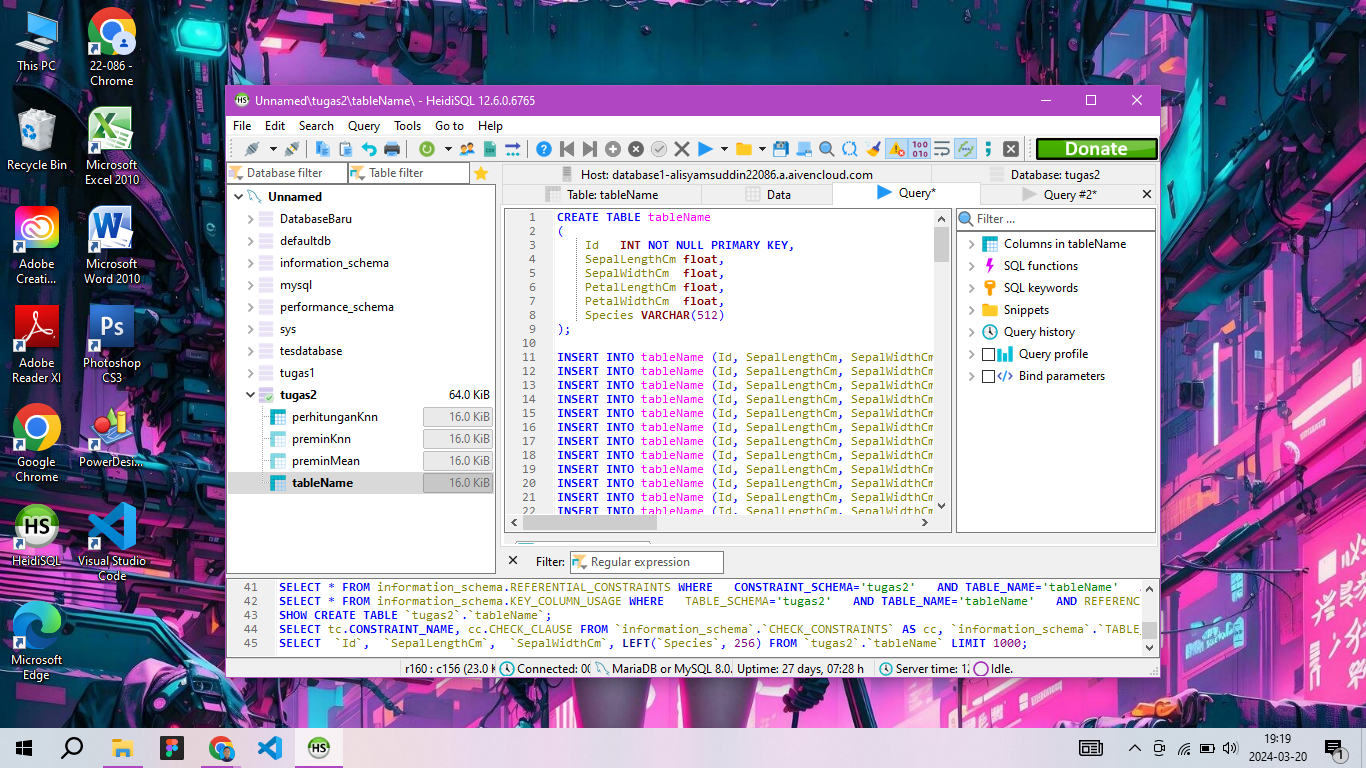 This PC
22-086 -
Chrome
Recycle Bin
Microsoft
Excel 2010
Adobe
Creati...
Microsoft
Word 2010
Adobe
Reader XI
Photoshop
CS3
Google
Chrome
PowerDesi...
HeidiSQL
Visual Studio
Code
Microsoft
Edge
Unnamed\tugas2\tableName\ - HeidiSQL 12.6.0.6765
File Edit Search Query Tools Go to Help
Donate
Database filter Table filter
Host: database1-alisyamsuddin22086.a.aivencloud.com Database: tugas2
Table: tableName Data Query* Query #2*
Unnamed
DatabaseBaru
defaultdb
information_schema
mysql
performance_schema
sys
tesdatabase
tugas1
tugas2 64.0 KiB
perhitunganKnn 16.0 KiB
preminKnn 16.0 KiB
preminMean 16.0 KiB
tableName 16.0 KiB
1 CREATE TABLE tableName
2 (
3 Id INT NOT NULL PRIMARY KEY,
4 SepalLengthCm float,
5 SepalWidthCm float,
6 PetalLengthCm float,
7 PetalWidthCm float,
8 Species VARCHAR(512)
9 );
10
11 INSERT INTO tableName (Id, SepalLengthCm, SepalWidthCm
12 INSERT INTO tableName (Id, SepalLengthCm, SepalWidthCm
13 INSERT INTO tableName (Id, SepalLengthCm, SepalWidthCm
14 INSERT INTO tableName (Id, SepalLengthCm, SepalWidthCm
15 INSERT INTO tableName (Id, SepalLengthCm, SepalWidthCm
16 INSERT INTO tableName (Id, SepalLengthCm, SepalWidthCm
17 INSERT INTO tableName (Id, SepalLengthCm, SepalWidthCm
18 INSERT INTO tableName (Id, SepalLengthCm, SepalWidthCm
19 INSERT INTO tableName (Id, SepalLengthCm, SepalWidthCm
20 INSERT INTO tableName (Id, SepalLengthCm, SepalWidthCm
21 INSERT INTO tableName (Id, SepalLengthCm, SepalWidthCm
22 INSERT INTO tableName (Id, SepalLengthCm, SepalWidthCm
Filter ...
Columns in tableName
SQL functions
SQL keywords
Snippets
Query history
Query profile
Bind parameters
Filter: Regular expression
41 SELECT * FROM information_schema.REFERENTIAL_CONSTRAINTS WHERE CONSTRAINT_SCHEMA='tugas2' AND TABLE_NAME='tableName'
42 SELECT * FROM information_schema.KEY_COLUMN_USAGE WHERE TABLE_SCHEMA='tugas2' AND TABLE_NAME='tableName' AND REFERENC
43 SHOW CREATE TABLE `tugas2`.`tableName`;
44 SELECT tc.CONSTRAINT_NAME, cc.CHECK_CLAUSE FROM `information_schema`.`CHECK_CONSTRAINTS` AS cc, `information_schema`.`TABLE_
45 SELECT `Id`, `SepalLengthCm`, `SepalWidthCm`, LEFT(`Species`, 256) FROM `tugas2`.`tableName` LIMIT 1000;
r160 : c156 (23.0 K Connected: 00 MariaDB or MySQL 8.0. Uptime: 27 days, 07:28 h Server time: 12 Idle.
19:19
2024-03-20
1